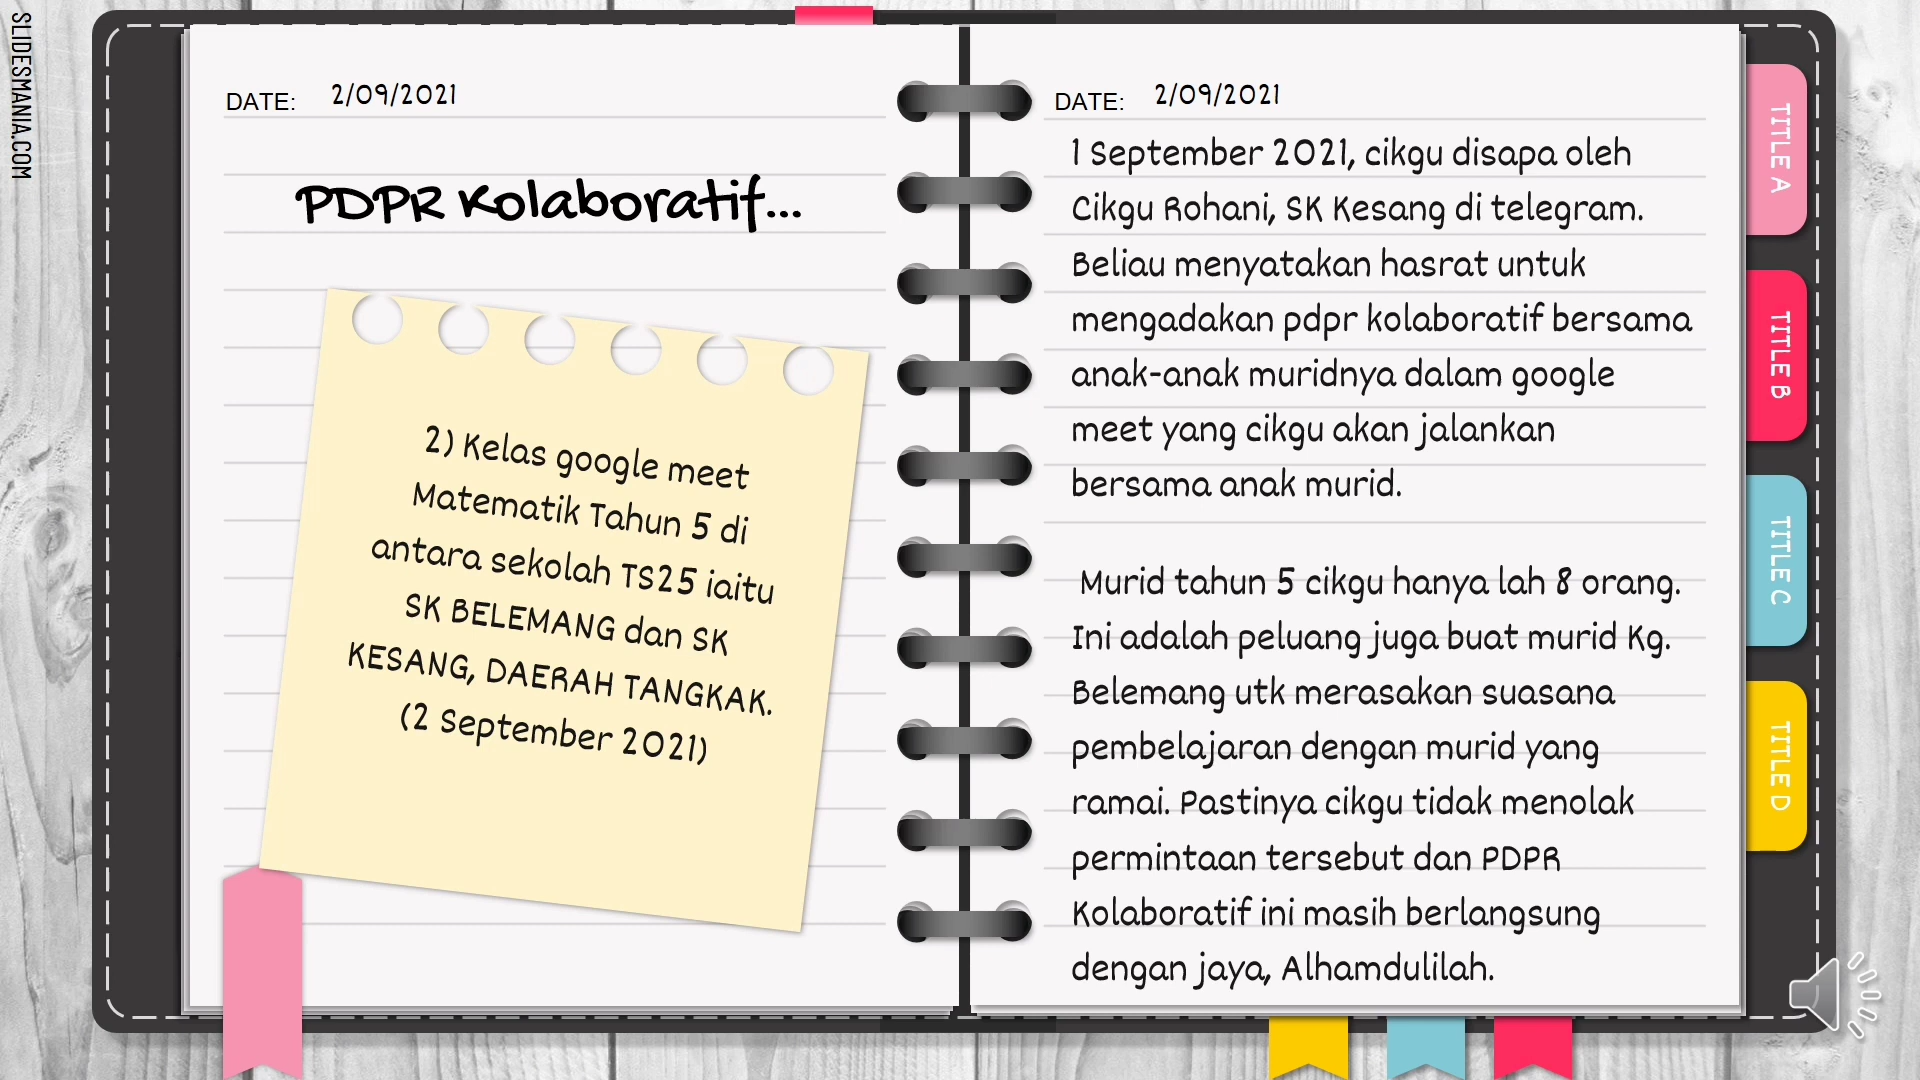 SLIDESMANIA.COM
DATE: 2/09/2021
PDPR Kolaboratif...
2) Kelas google meet
Matematik Tahun 5 di
antara sekolah TS25 iaitu
SK BELEMANG dan SK
KESANG, DAERAH TANGKAK.
(2 September 2021)
DATE: 2/09/2021
1 September 2021, cikgu disapa oleh
Cikgu Rohani, SK Kesang di telegram.
Beliau menyatakan hasrat untuk
mengadakan pdpr kolaboratif bersama
anak-anak muridnya dalam google
meet yang cikgu akan jalankan
bersama anak murid.
Murid tahun 5 cikgu hanya lah 8 orang.
Ini adalah peluang juga buat murid Kg.
Belemang utk merasakan suasana
pembelajaran dengan murid yang
ramai. Pastinya cikgu tidak menolak
permintaan tersebut dan PDPR
Kolaboratif ini masih berlangsung
dengan jaya, Alhamdulilah.
TITLE A
TITLE B
TITLE C
TITLE D